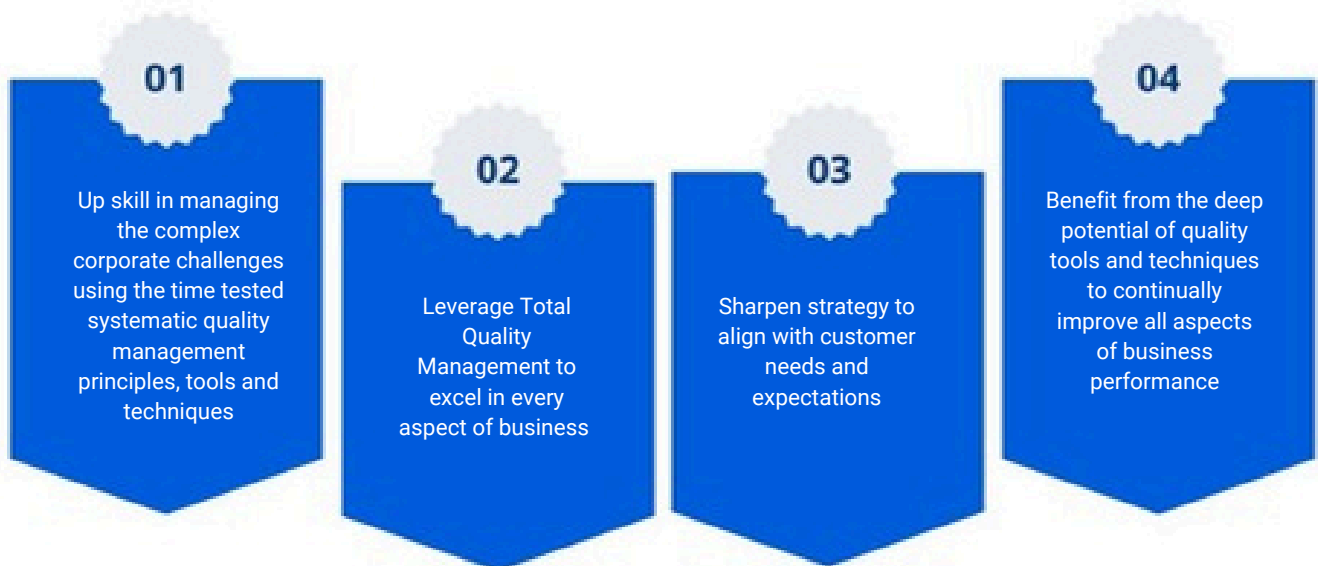 01
Up skill in managing
the complex
corporate challenges
using the time tested
systematic quality
management
principles, tools and
techniques
02
Leverage Total
Quality
Management to
excel in every
aspect of business
03
Sharpen strategy to
align with customer
needs and
expectations
04
Benefit from the deep
potential of quality
tools and techniques
to continually
improve all aspects
of business
performance